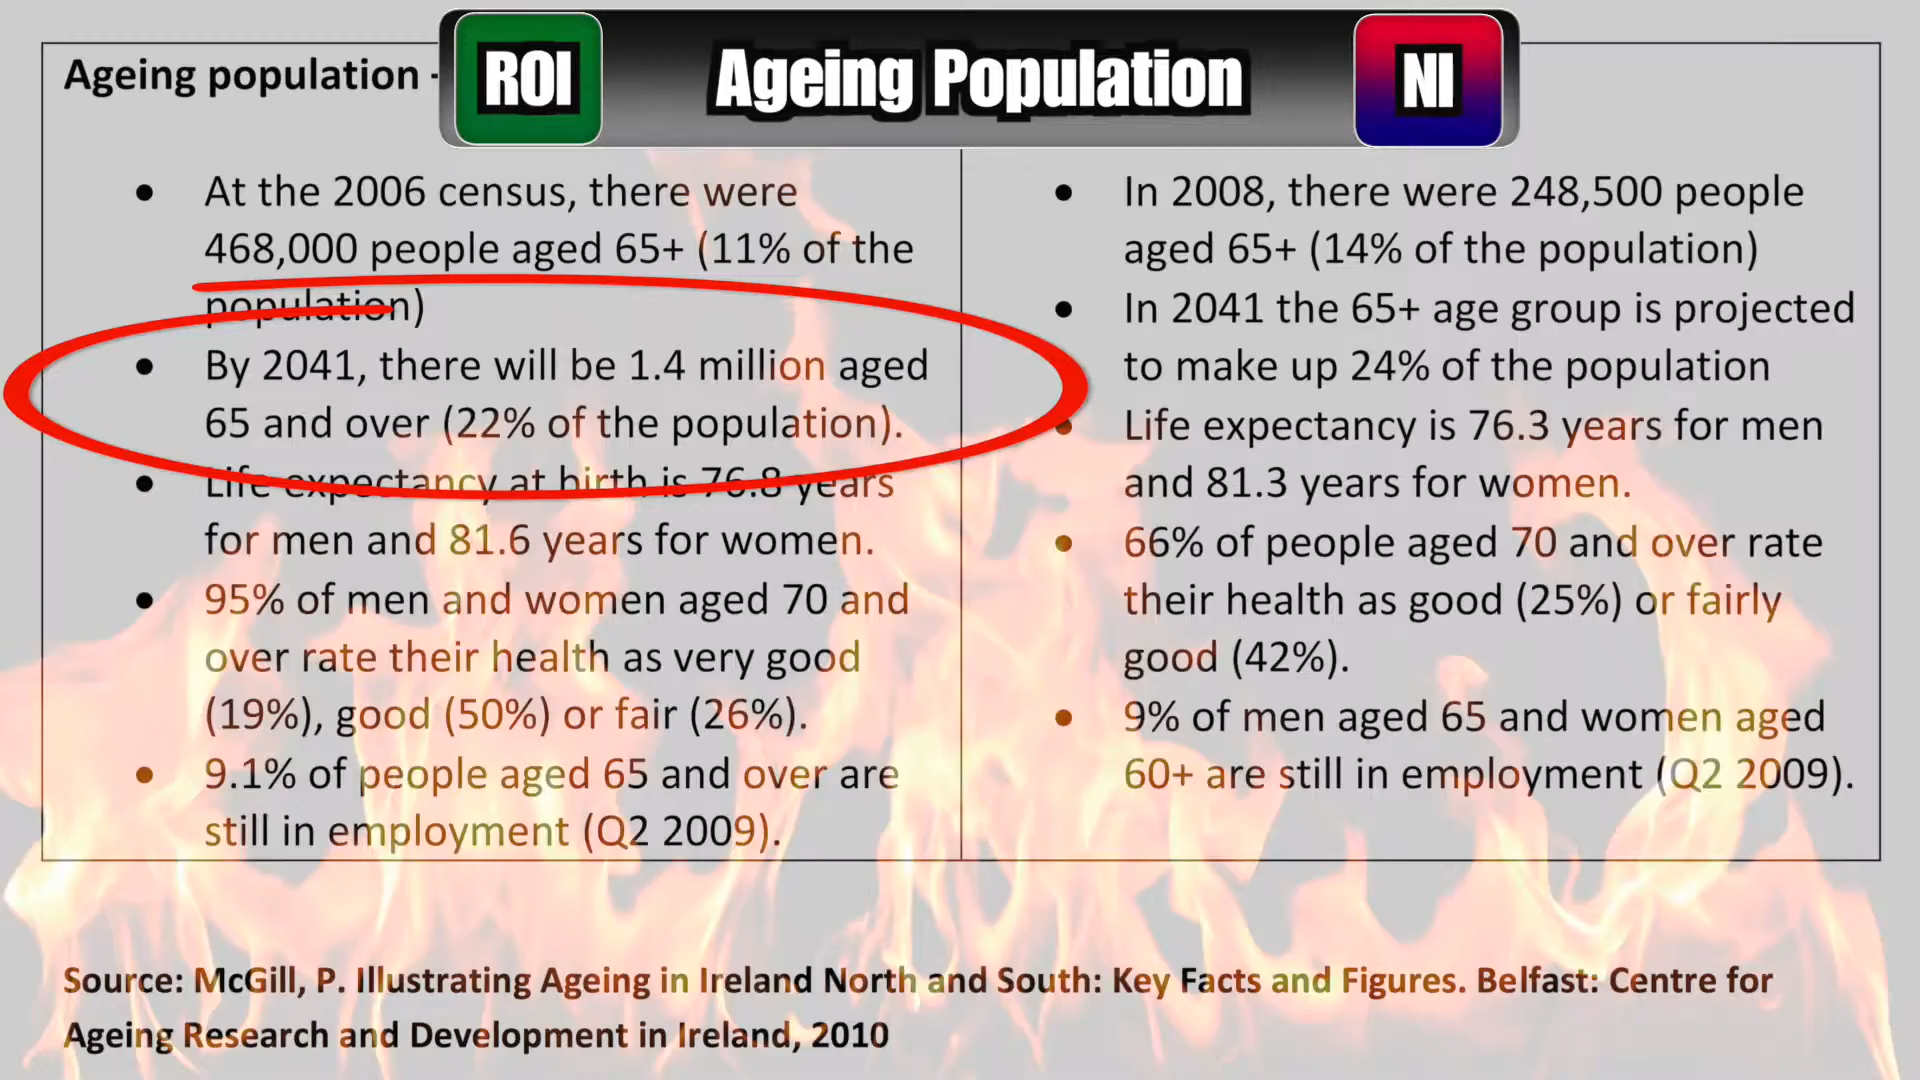 ROI
Ageing Population
NI
Ageing population -
• At the 2006 census, there were
468,000 people aged 65+ (11% of the
population)
• By 2041, there will be 1.4 million aged
65 and over (22% of the population).
• Life expectancy at birth is 76.8 years
for men and 81.6 years for women.
• 95% of men and women aged 70 and
over rate their health as very good
(19%), good (50%) or fair (26%).
• 9.1% of people aged 65 and over are
still in employment (Q2 2009).
• In 2008, there were 248,500 people
aged 65+ (14% of the population)
• In 2041 the 65+ age group is projected
to make up 24% of the population
• Life expectancy is 76.3 years for men
and 81.3 years for women.
• 66% of people aged 70 and over rate
their health as good (25%) or fairly
good (42%).
• 9% of men aged 65 and women aged
60+ are still in employment (Q2 2009).
Source: McGill, P. Illustrating Ageing in Ireland North and South: Key Facts and Figures. Belfast: Centre for
Ageing Research and Development in Ireland, 2010